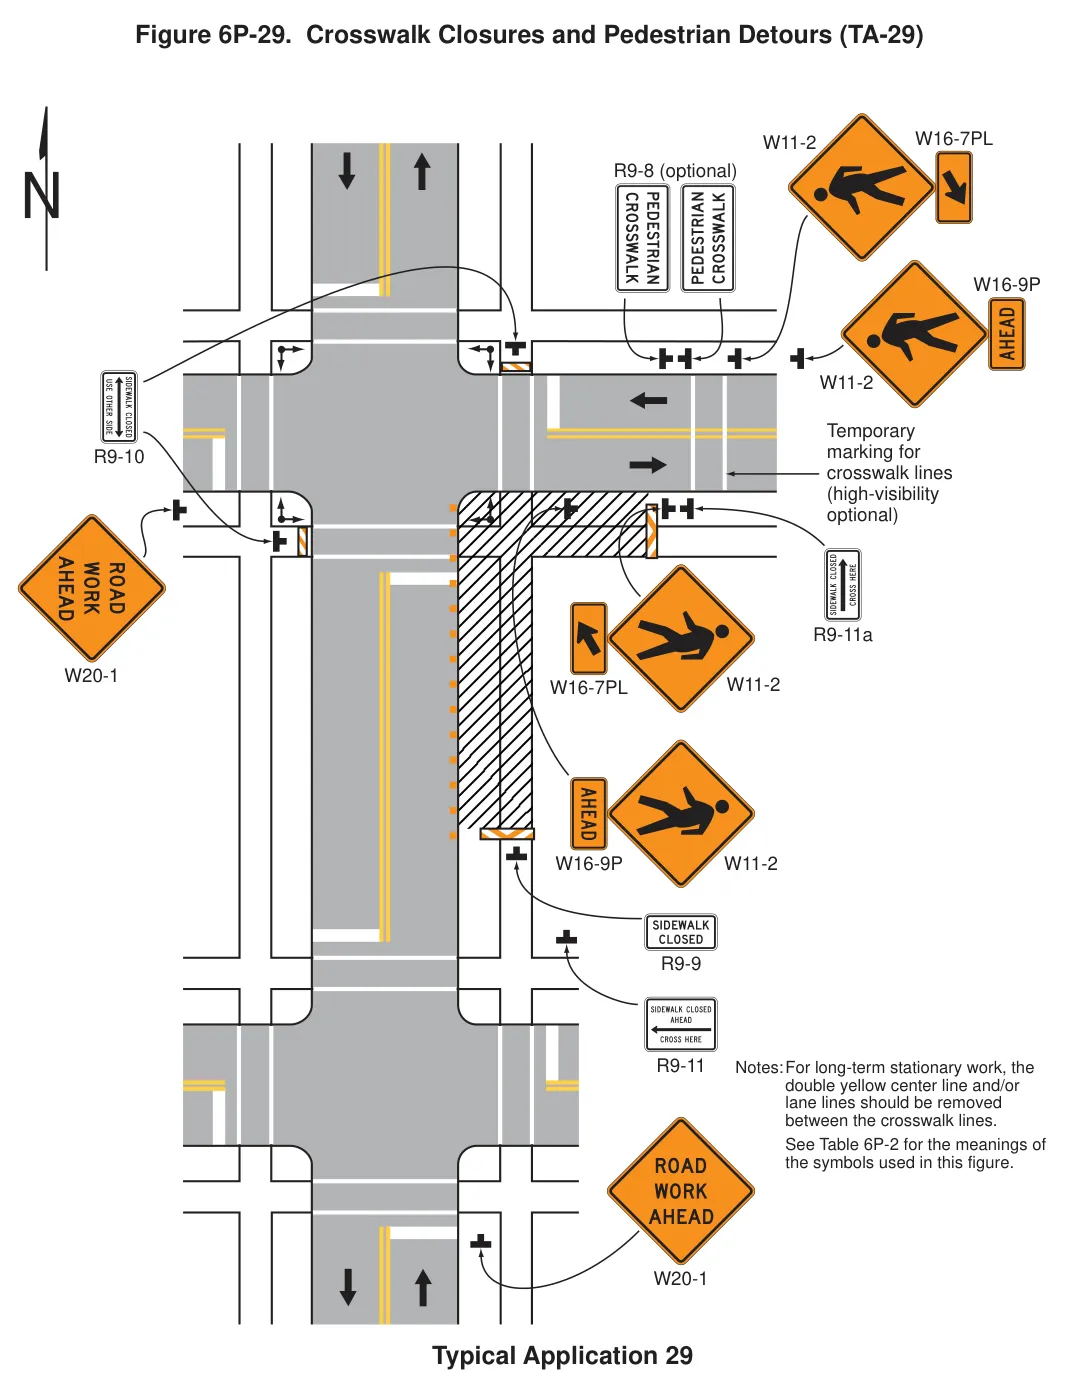 Figure 6P-29. Crosswalk Closures and Pedestrian Detours (TA-29)
N
W11-2
W16-7PL
R9-8 (optional)
PEDESTRIAN
CROSSWALK
PEDESTRIAN
CROSSWALK
W16-9P
AHEAD
W11-2
SIDEWALK CLOSED
USE OTHER SIDE
R9-10
Temporary
marking for
crosswalk lines
(high-visibility
optional)
ROAD
WORK
AHEAD
W20-1
SIDEWALK CLOSED
CROSS HERE
R9-11a
W16-7PL
W11-2
AHEAD
W16-9P
W11-2
SIDEWALK
CLOSED
R9-9
SIDEWALK CLOSED
AHEAD
CROSS HERE
R9-11
Notes: For long-term stationary work, the
double yellow center line and/or
lane lines should be removed
between the crosswalk lines.
See Table 6P-2 for the meanings of
the symbols used in this figure.
ROAD
WORK
AHEAD
W20-1
Typical Application 29